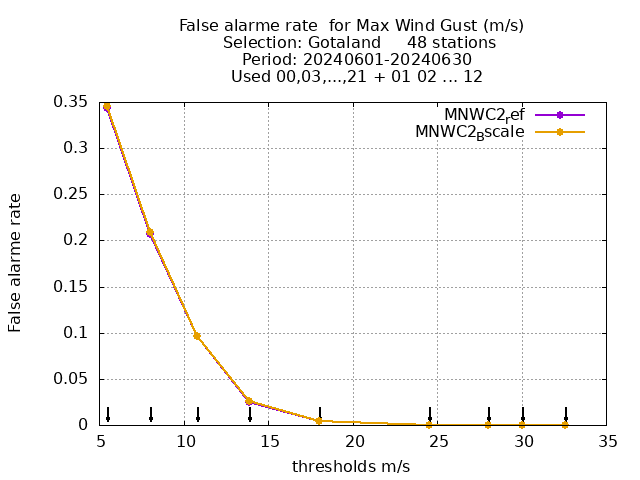 False alarme rate  for Max Wind Gust (m/s)
Selection: Gotaland     48 stations
Period: 20240601-20240630
Used 00,03,...,21 + 01 02 ... 12
MNWC2ref
MNWC2Bscale
0.35
0.3
0.25
0.2
0.15
0.1
0.05
0
False alarme rate
5 10 15 20 25 30 35
thresholds m/s